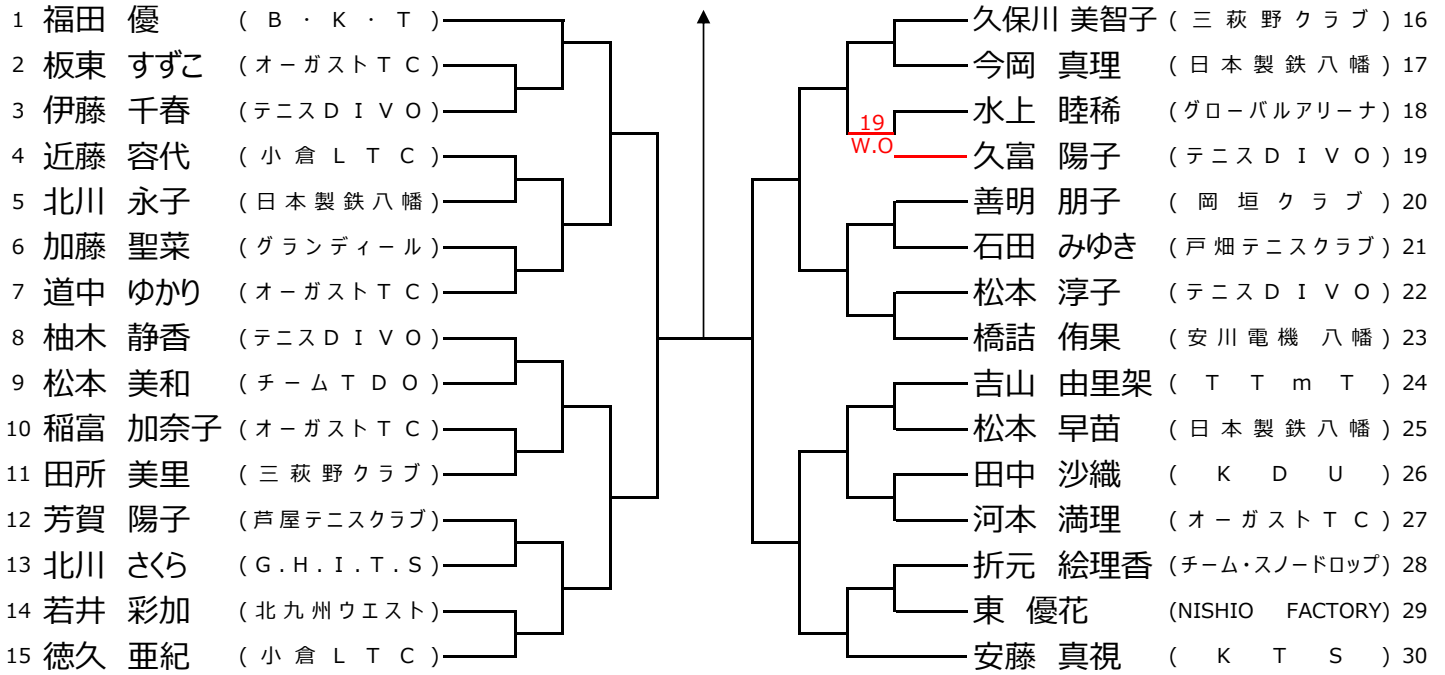 1 福田 優 (B・K・T)
2 板東 すずこ (オーガストTC)
3 伊藤 千春 (テニスDIVO)
4 近藤 容代 (小倉LTC)
5 北川 永子 (日本製鉄八幡)
6 加藤 聖菜 (グランディール)
7 道中 ゆかり (オーガストTC)
8 柚木 静香 (テニスDIVO)
9 松本 美和 (チームTDO)
10 稲富 加奈子 (オーガストTC)
11 田所 美里 (三萩野クラブ)
12 芳賀 陽子 (芦屋テニスクラブ)
13 北川 さくら (G.H.I.T.S)
14 若井 彩加 (北九州ウエスト)
15 徳久 亜紀 (小倉LTC)
久保川 美智子 (三萩野クラブ) 16
今岡 真理 (日本製鉄八幡) 17
水上 睦稀 (グローバルアリーナ) 18
19
W.O
久富 陽子 (テニスDIVO) 19
善明 朋子 (岡垣クラブ) 20
石田 みゆき (戸畑テニスクラブ) 21
松本 淳子 (テニスDIVO) 22
橋詰 侑果 (安川電機 八幡) 23
吉山 由里架 (TTmT) 24
松本 早苗 (日本製鉄八幡) 25
田中 沙織 (KDU) 26
河本 満理 (オーガストTC) 27
折元 絵理香 (チーム・スノードロップ) 28
東 優花 (NISHIO FACTORY) 29
安藤 真視 (KTS) 30